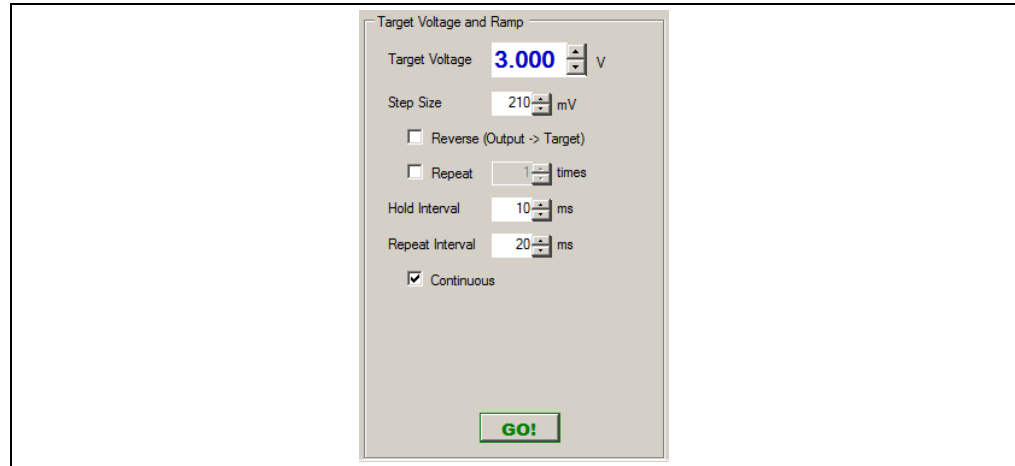 Target Voltage and Ramp
Target Voltage 3.000 V
Step Size 210 mV
Reverse (Output -> Target)
Repeat 1 times
Hold Interval 10 ms
Repeat Interval 20 ms
Continuous
GO!